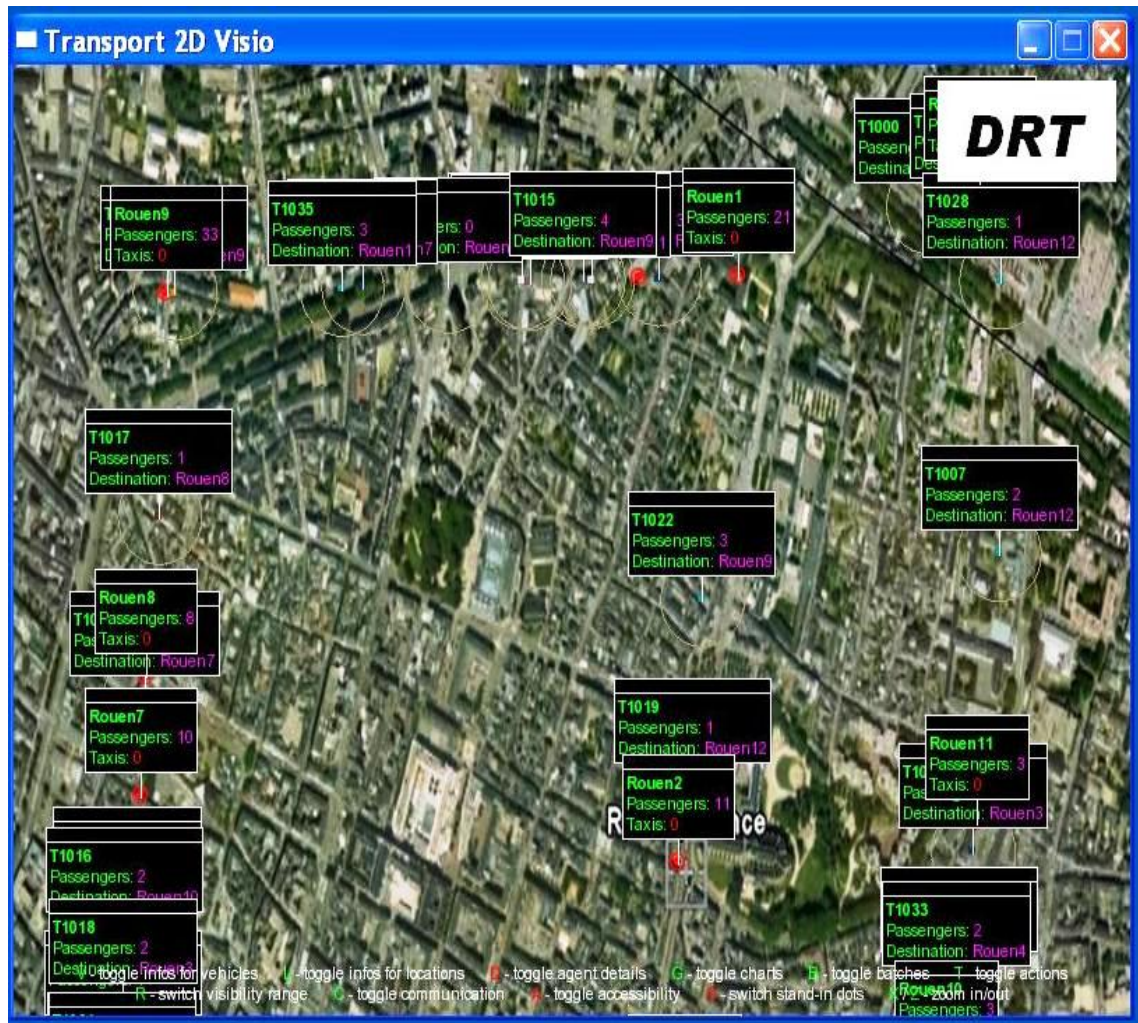 Transport 2D Visio
DRT
T1000
T1028
Passengers: 1
Destination: Rouen12
Rouen9
Passengers: 33
Taxis: 0
T1035
Passengers: 3
Destination: Rouen1
T1015
Passengers: 4
Destination: Rouen9
Rouen1
Passengers: 21
Taxis: 0
T1017
Passengers: 1
Destination: Rouen8
T1007
Passengers: 2
Destination: Rouen12
T1022
Passengers: 3
Destination: Rouen9
Rouen8
Passengers: 8
Taxis: 0
Destination: Rouen7
Rouen7
Passengers: 10
Taxis: 0
T1019
Passengers: 1
Destination: Rouen12
Rouen2
Passengers: 11
Taxis: 0
Rouen11
Passengers: 3
Taxis: 0
Destination: Rouen3
T1016
Passengers: 2
Destination: Rouen10
T1018
Passengers: 2
T1033
Passengers: 2
Destination: Rouen4
Rouen10
Passengers: 3
- toggle infos for vehicles - toggle infos for locations D - toggle agent details G - toggle charts B - toggle batches T - toggle actions
R - switch visibility range C - toggle communication A - toggle accessibility - switch stand-in dots X / Z - zoom in/out